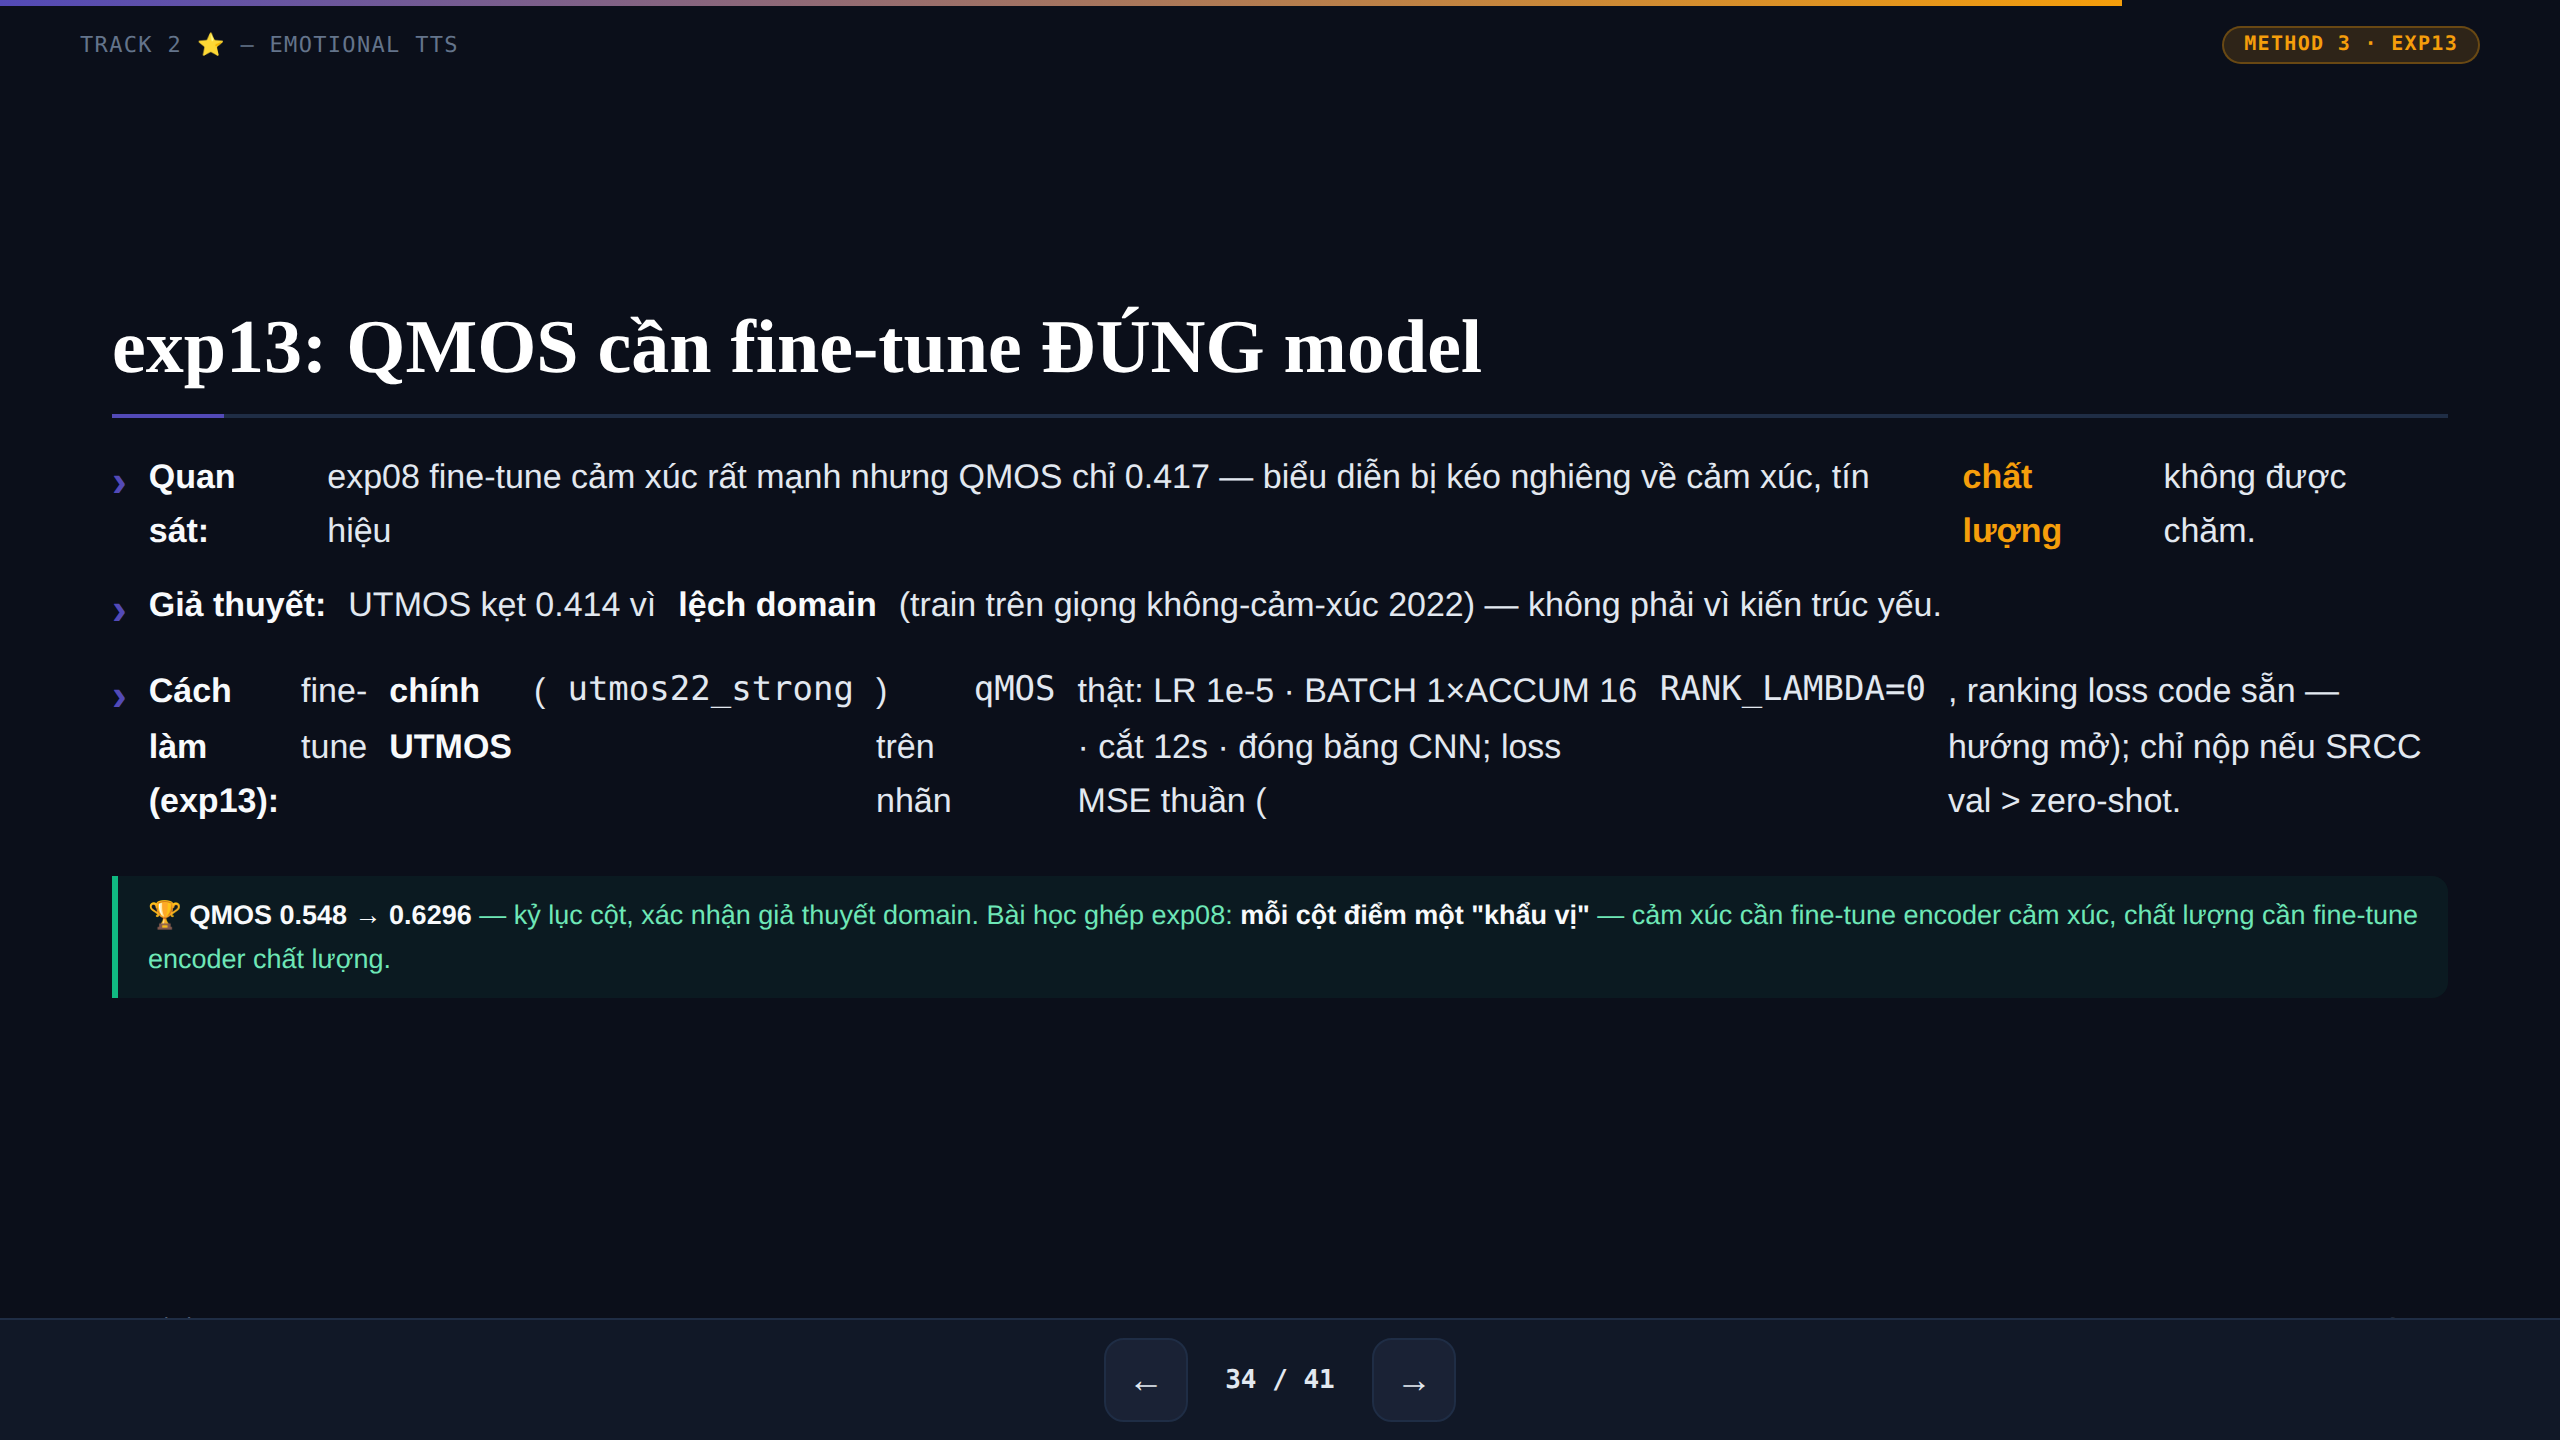 TRACK 2 ⭐ — EMOTIONAL TTS
METHOD 3 · EXP13
exp13: QMOS cần fine-tune ĐÚNG model
› Quan sát: exp08 fine-tune cảm xúc rất mạnh nhưng QMOS chỉ 0.417 — biểu diễn bị kéo nghiêng về cảm xúc, tín hiệu chất lượng không được chăm.
› Giả thuyết: UTMOS kẹt 0.414 vì lệch domain (train trên giọng không-cảm-xúc 2022) — không phải vì kiến trúc yếu.
› Cách làm (exp13): fine-tune chính UTMOS ( utmos22_strong ) trên nhãn qMOS thật: LR 1e-5 · BATCH 1×ACCUM 16 · cắt 12s · đóng băng CNN; loss MSE thuần ( RANK_LAMBDA=0 , ranking loss code sẵn — hướng mở); chỉ nộp nếu SRCC val > zero-shot.
🏆 QMOS 0.548 → 0.6296 — kỷ lục cột, xác nhận giả thuyết domain. Bài học ghép exp08: mỗi cột điểm một "khẩu vị" — cảm xúc cần fine-tune encoder cảm xúc, chất lượng cần fine-tune
encoder chất lượng.
← 34 / 41 →